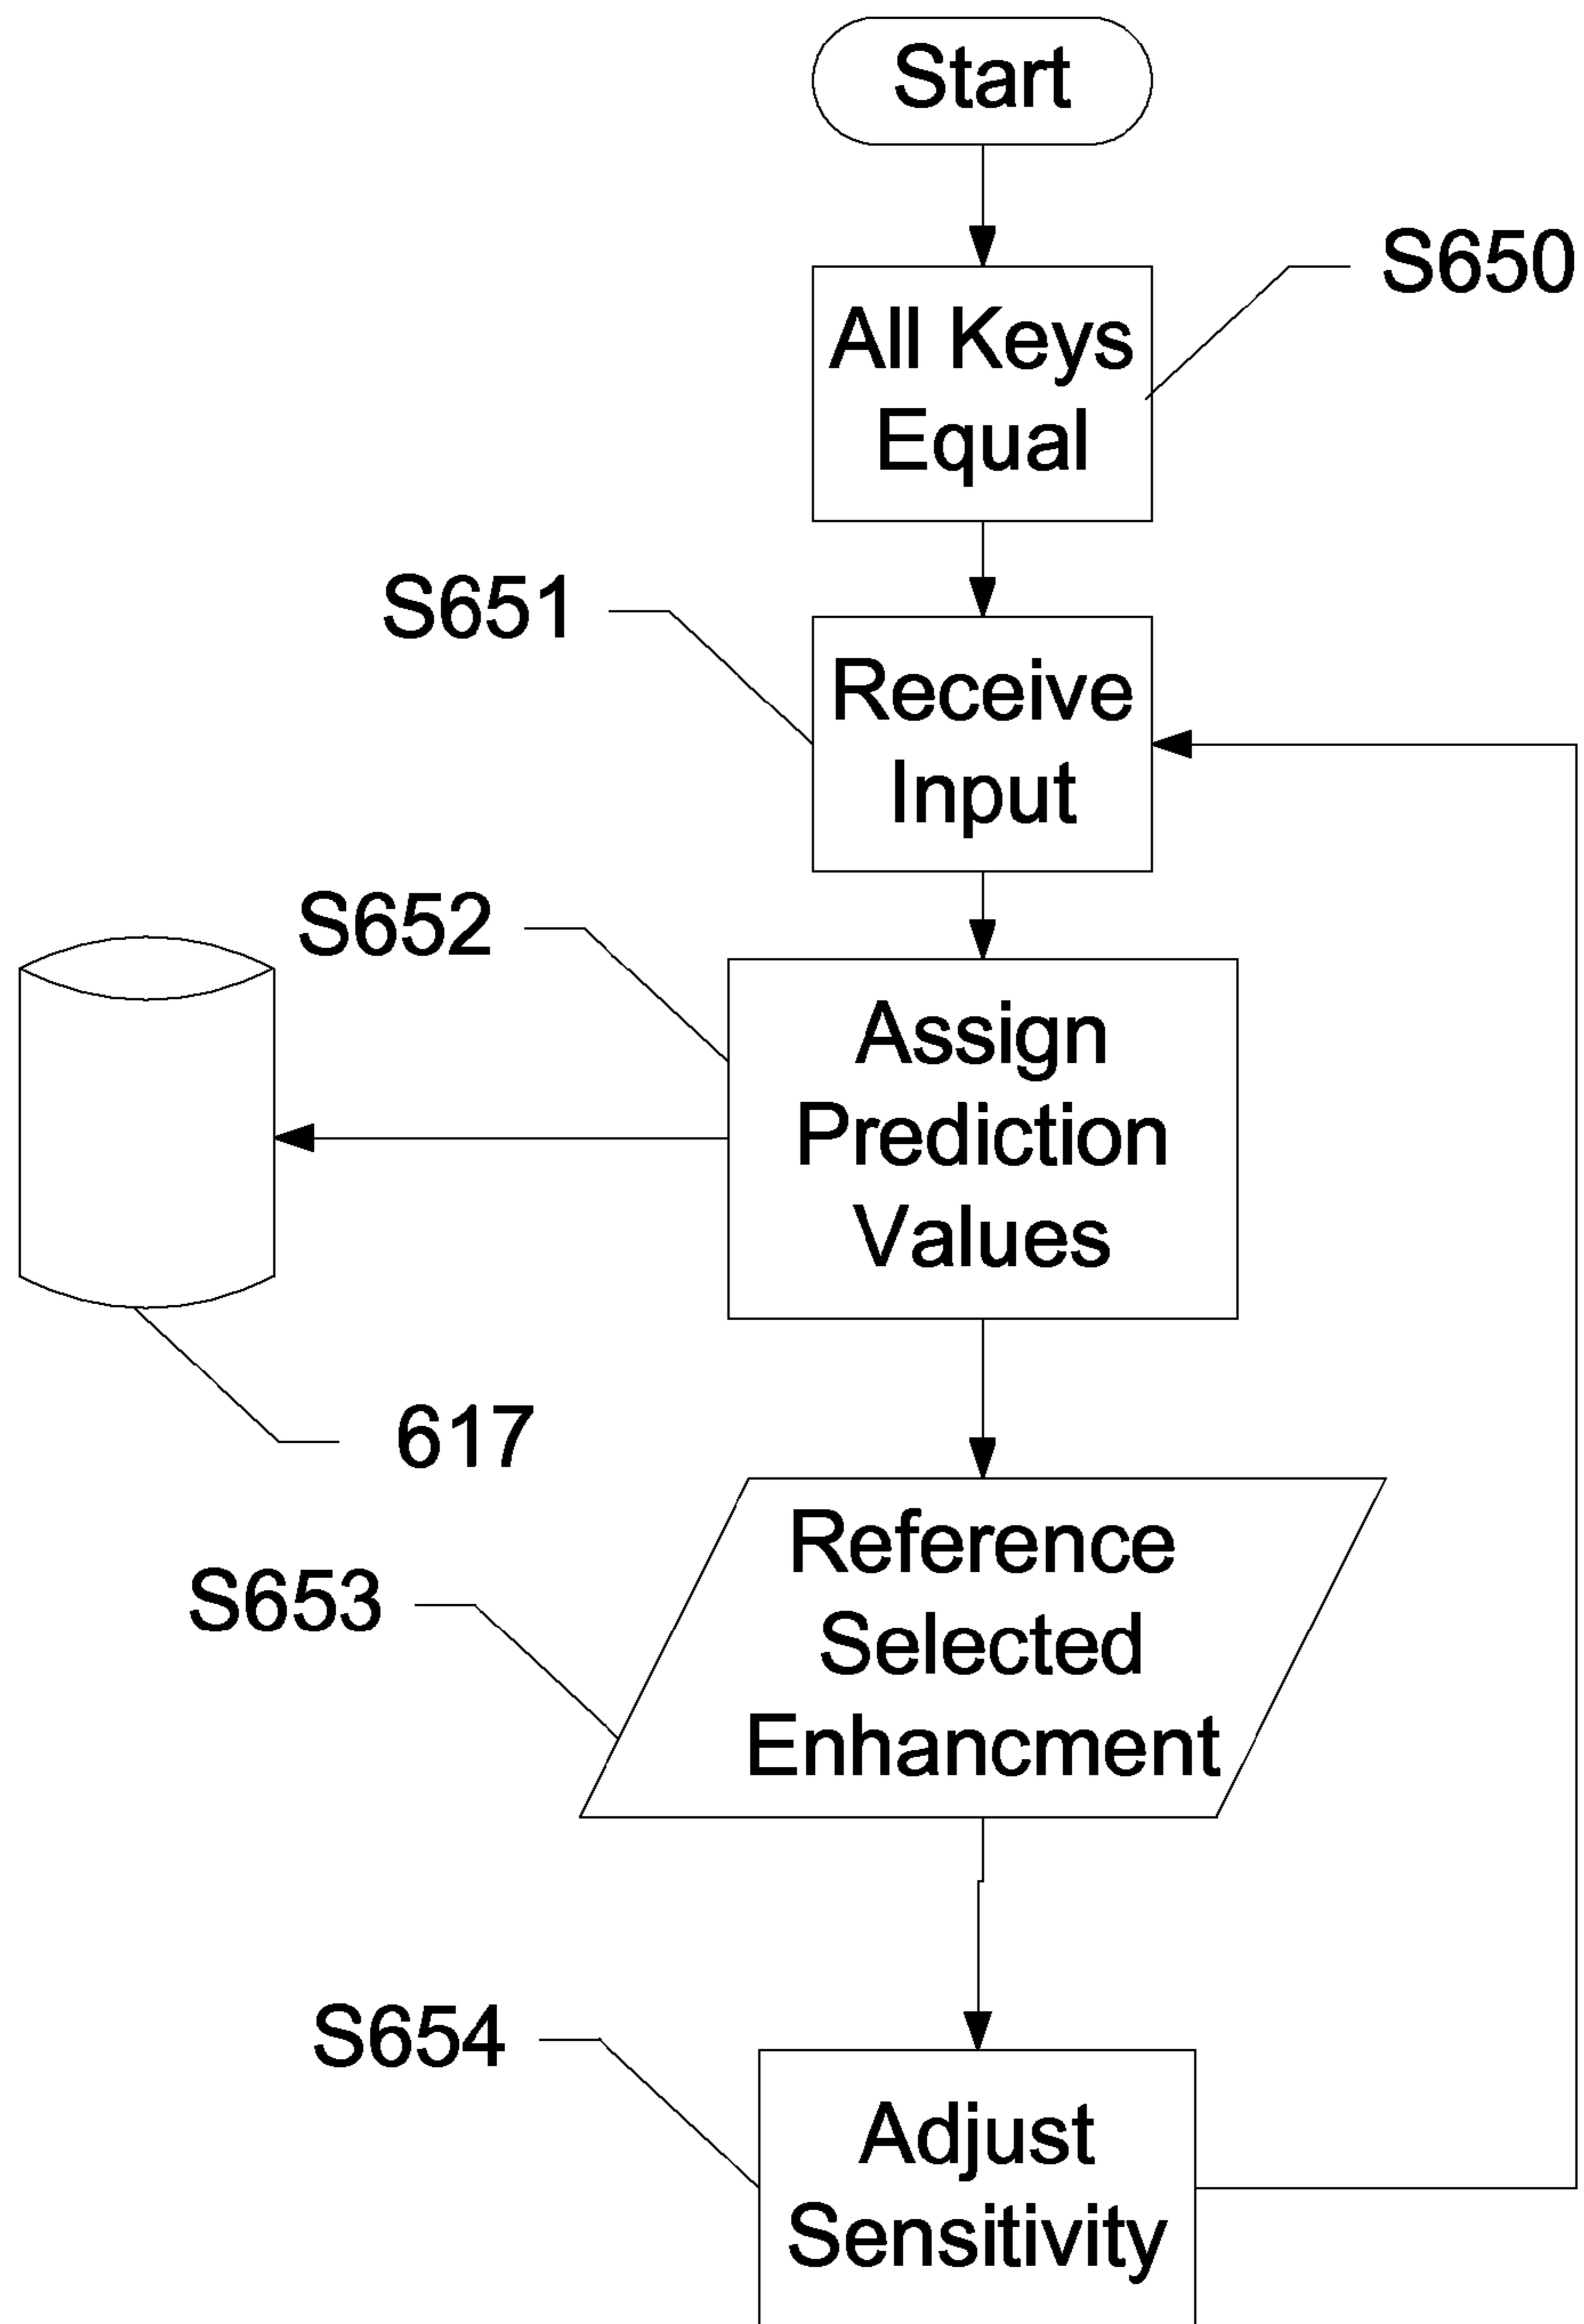 Start
S650
All Keys
Equal
S651
Receive
Input
S652
Assign
Prediction
Values
617
Reference
Selected
Enhancment
S653
S654
Adjust
Sensitivity